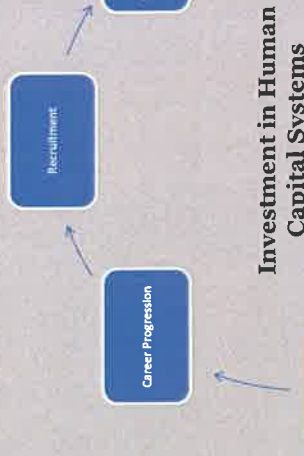 Recruitment
Career Progression
Investment in Human
Capital Systems